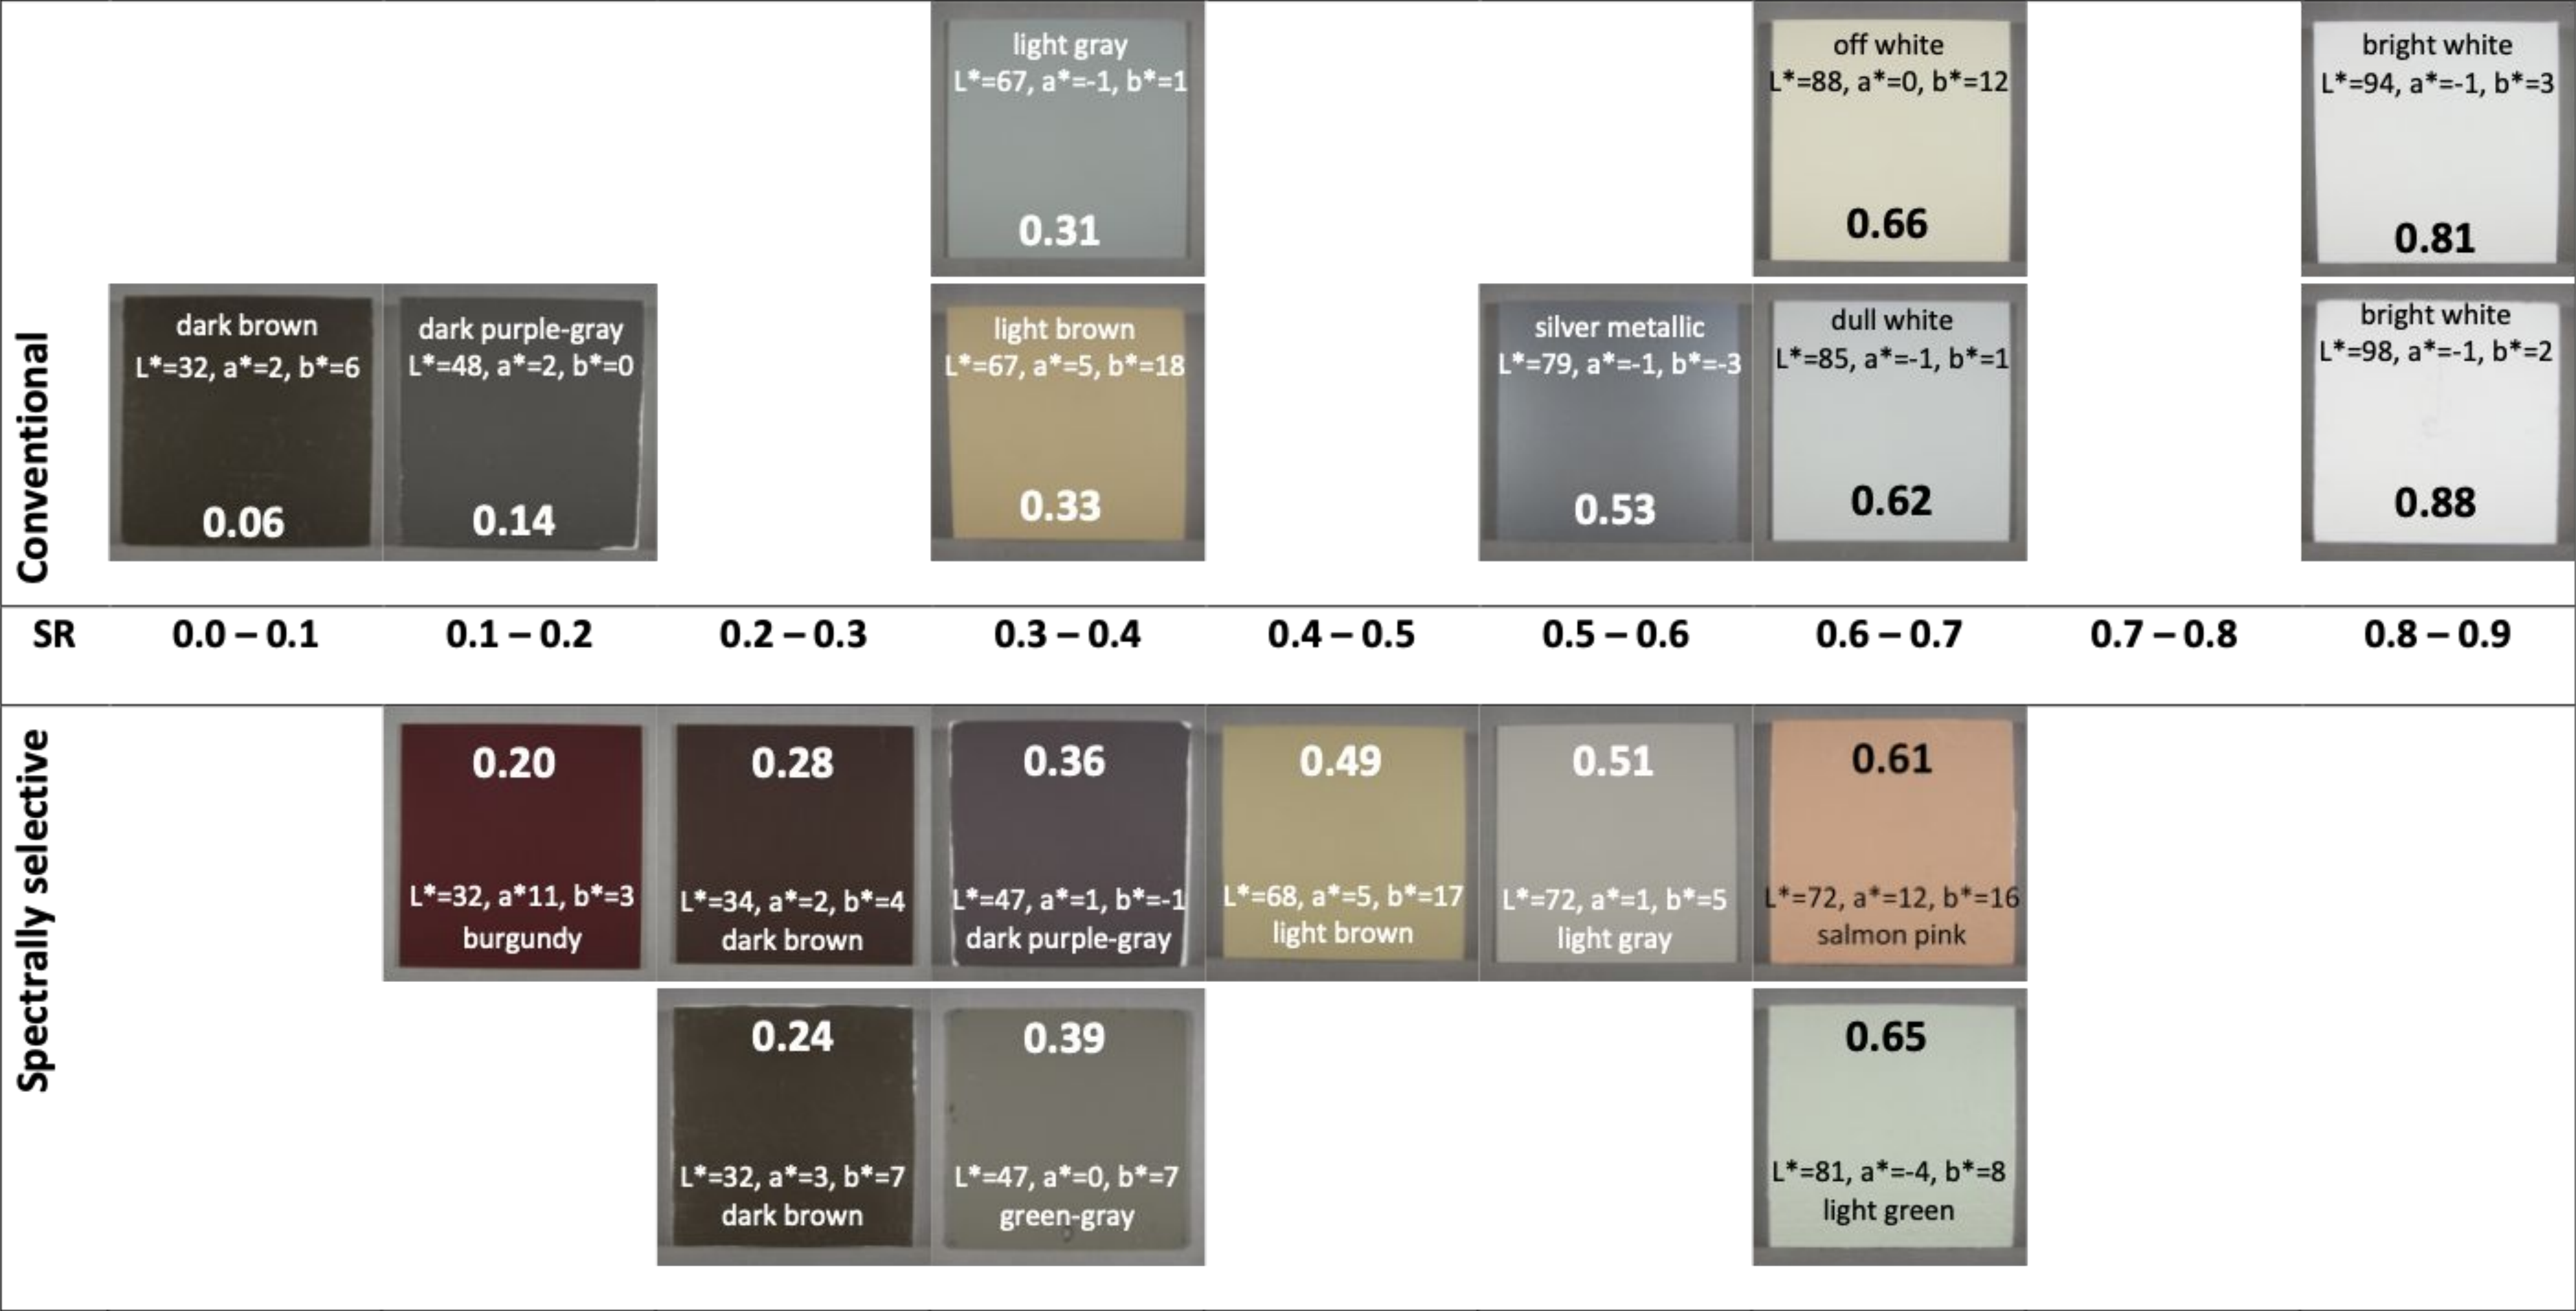 light gray
L*=67, a*=-1, b*=1
0.31
off white
L*=88, a*=0, b*=12
0.66
bright white
L*=94, a*=-1, b*=3
0.81
Conventional
dark brown
L*=32, a*=2, b*=6
0.06
dark purple-gray
L*=48, a*=2, b*=0
0.14
light brown
L*=67, a*=5, b*=18
0.33
silver metallic
L*=79, a*=-1, b*=-3
0.53
dull white
L*=85, a*=-1, b*=1
0.62
bright white
L*=98, a*=-1, b*=2
0.88
SR 0.0 – 0.1 0.1 – 0.2 0.2 – 0.3 0.3 – 0.4 0.4 – 0.5 0.5 – 0.6 0.6 – 0.7 0.7 – 0.8 0.8 – 0.9
Spectrally selective
0.20
L*=32, a*11, b*=3
burgundy
0.28
L*=34, a*=2, b*=4
dark brown
0.36
L*=47, a*=1, b*=-1
dark purple-gray
0.49
L*=68, a*=5, b*=17
light brown
0.51
L*=72, a*=1, b*=5
light gray
0.61
L*=72, a*=12, b*=16
salmon pink
0.24
L*=32, a*=3, b*=7
dark brown
0.39
L*=47, a*=0, b*=7
green-gray
0.65
L*=81, a*=-4, b*=8
light green